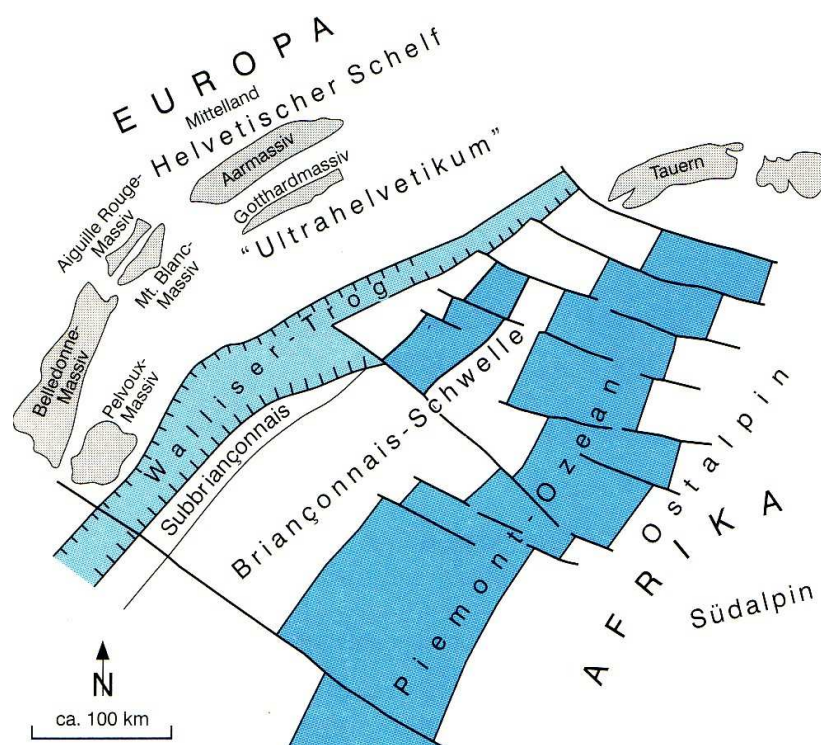 EUROPA
Mittelland
Helvetischer Schelf
Aarmassiv
Gotthardmassiv
"Ultrahelvetikum"
Tauern
Aiguille Rouge-
Massiv
Mt. Blanc-
Massiv
Belledonne-
Massiv
Pelvoux-
Massiv
Walliser-Trog
Subbriançonnais
Briançonnais-Schwelle
Piemont-Ozean
Ostalpin
AFRIKA
Südalpin
N
ca. 100 km